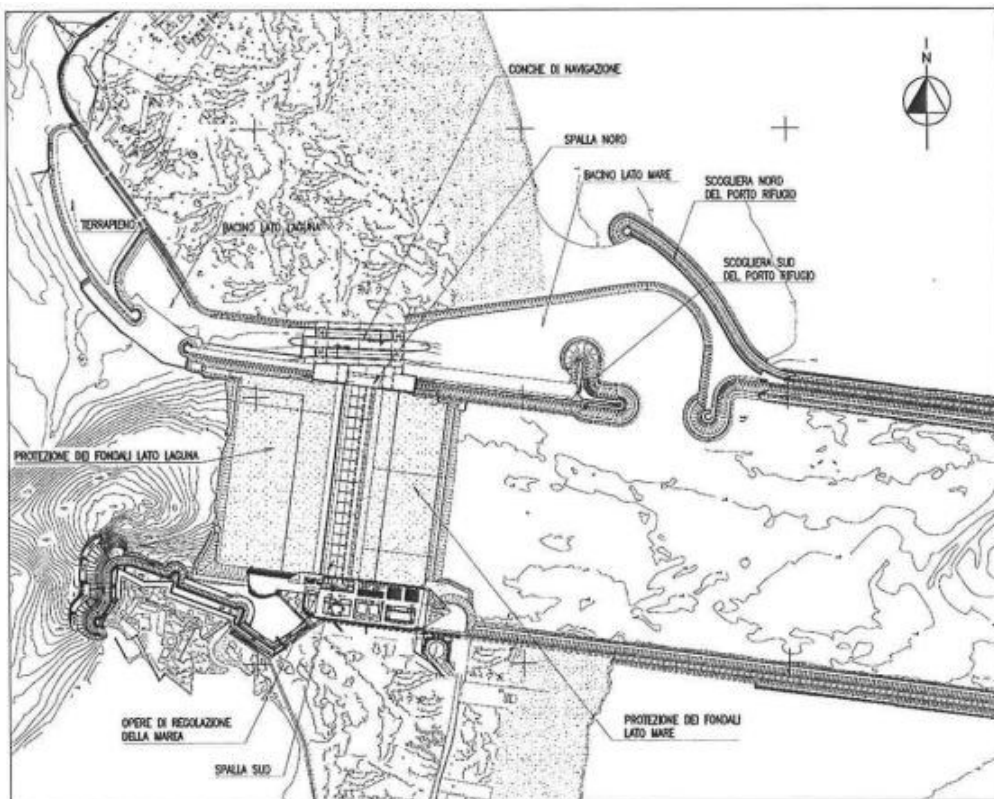 N
CONCHE DI NAVIGAZIONE
SPALLA NORD
BACINO LATO MARE
SCOGLIERA NORD
DEL PORTO RIFUGIO
TERRAPIENO
BACINO LATO LAGUNA
SCOGLIERA SUD
DEL PORTO RIFUGIO
PROTEZIONE DEI FONDALI LATO LAGUNA
OPERE DI REGOLAZIONE
DELLA MAREA
PROTEZIONE DEI FONDALI
LATO MARE
SPALLA SUD